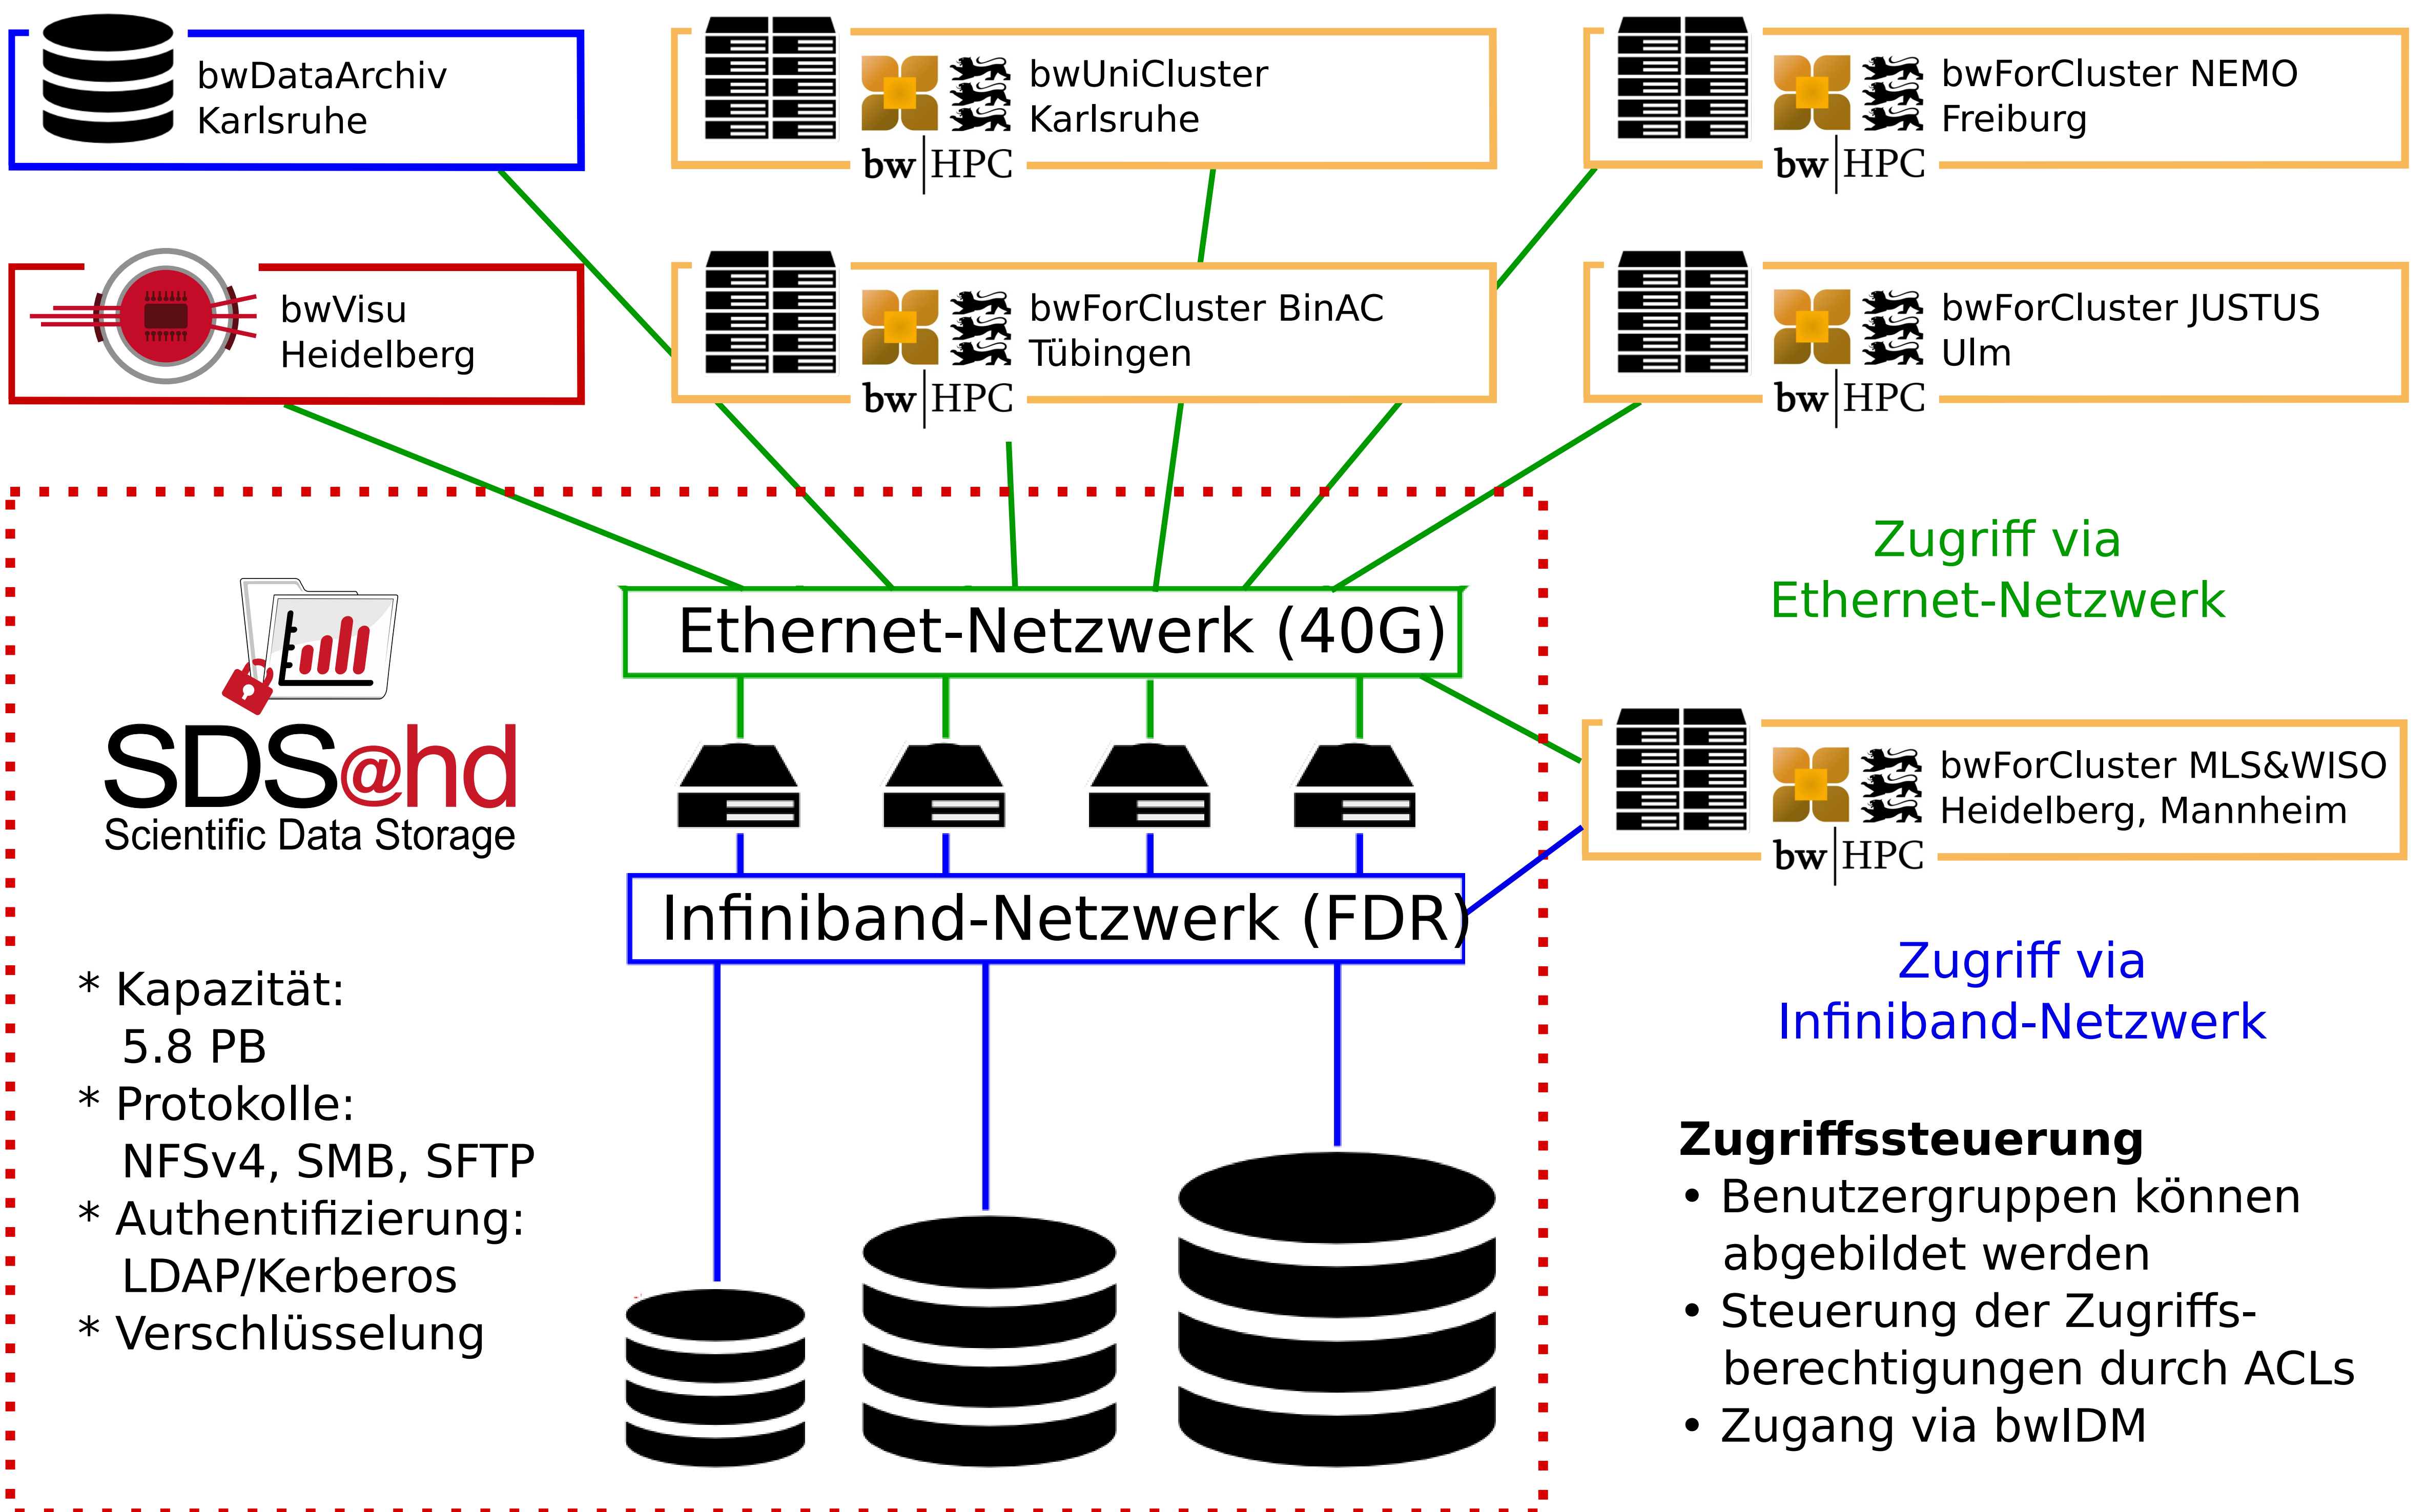 bwDataArchiv
Karlsruhe
bwUniCluster
Karlsruhe
bw|HPC
bwForCluster NEMO
Freiburg
bw|HPC
bwVisu
Heidelberg
bwForCluster BinAC
Tübingen
bw|HPC
bwForCluster JUSTUS
Ulm
bw|HPC
Zugriff via
Ethernet-Netzwerk
Ethernet-Netzwerk (40G)
SDS@hd
Scientific Data Storage
bwForCluster MLS&WISO
Heidelberg, Mannheim
bw|HPC
Infiniband-Netzwerk (FDR)
Zugriff via
Infiniband-Netzwerk
* Kapazität:
5.8 PB
* Protokolle:
NFSv4, SMB, SFTP
* Authentifizierung:
LDAP/Kerberos
* Verschlüsselung
Zugriffssteuerung
• Benutzergruppen können
abgebildet werden
• Steuerung der Zugriffs-
berechtigungen durch ACLs
• Zugang via bwIDM